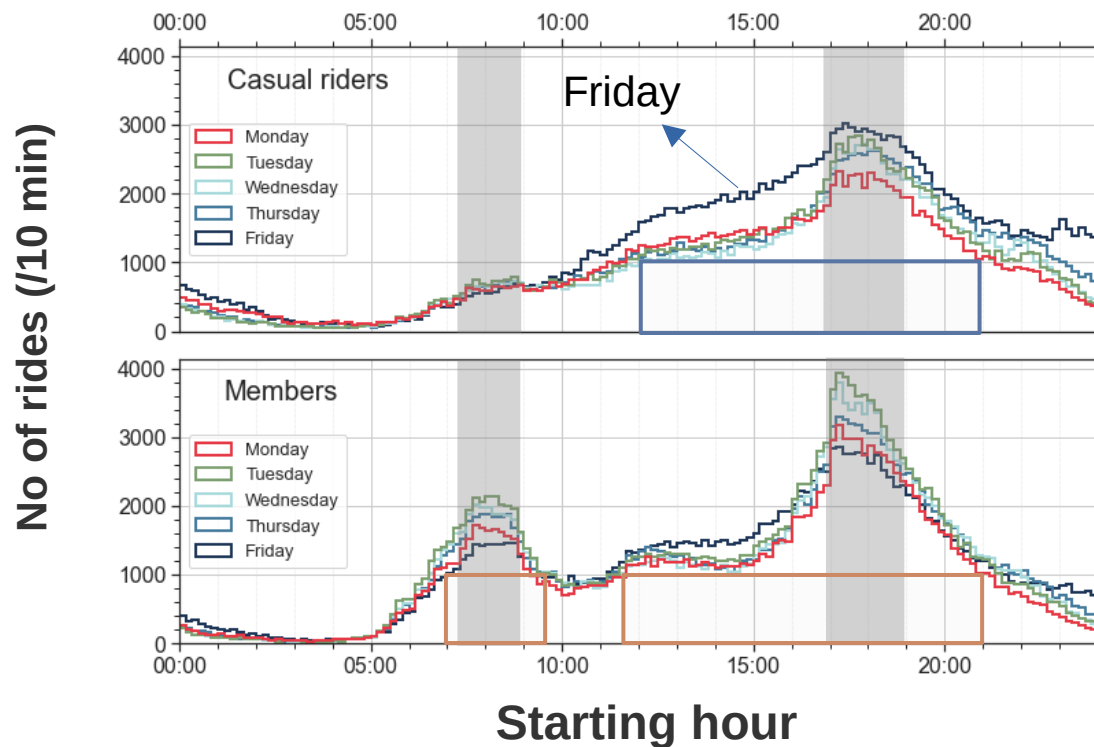 00:00 05:00 10:00 15:00 20:00
4000
3000
2000
1000
0
Casual riders
Monday
Tuesday
Wednesday
Thursday
Friday
Friday
No of rides (/10 min)
4000
3000
2000
1000
0
Members
Monday
Tuesday
Wednesday
Thursday
Friday
00:00 05:00 10:00 15:00 20:00
Starting hour